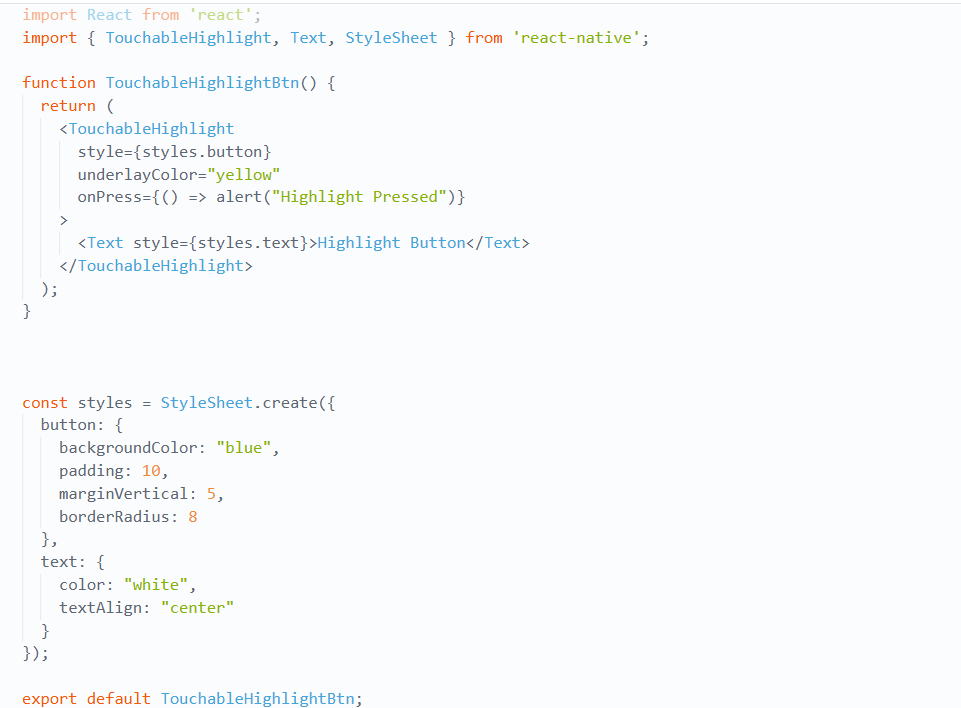 import React from 'react';
import { TouchableHighlight, Text, StyleSheet } from 'react-native';
function TouchableHighlightBtn() {
  return (
    <TouchableHighlight
      style={styles.button}
      underlayColor="yellow"
      onPress={() => alert("Highlight Pressed")}
    >
      <Text style={styles.text}>Highlight Button</Text>
    </TouchableHighlight>
  );
}
const styles = StyleSheet.create({
  button: {
    backgroundColor: "blue",
    padding: 10,
    marginVertical: 5,
    borderRadius: 8
  },
  text: {
    color: "white",
    textAlign: "center"
  }
});
export default TouchableHighlightBtn;